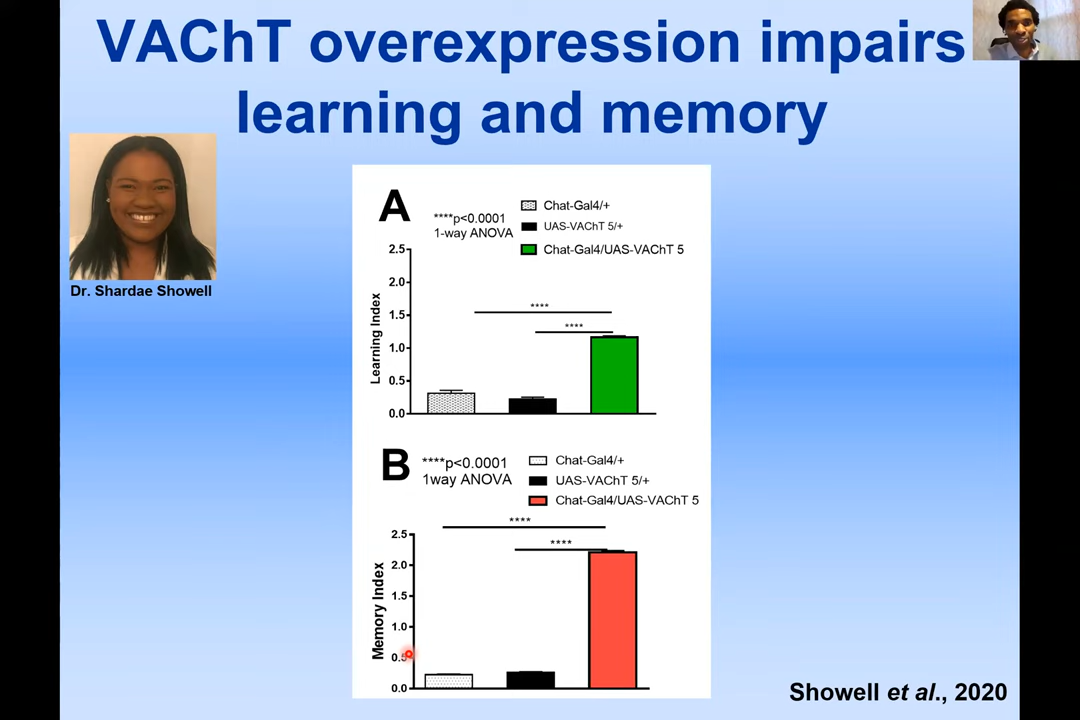 VAChT overexpression impairs
learning and memory
Dr. Shardae Showell
A
****p<0.0001
1-way ANOVA
Chat-Gal4/+
UAS-VAChT 5/+
Chat-Gal4/UAS-VAChT 5
Learning Index
2.5
2.0
1.5
1.0
0.5
0.0
****
****
B
****p<0.0001
1way ANOVA
Chat-Gal4/+
UAS-VAChT 5/+
Chat-Gal4/UAS-VAChT 5
Memory Index
2.5
2.0
1.5
1.0
0.5
0.0
****
****
Showell et al., 2020